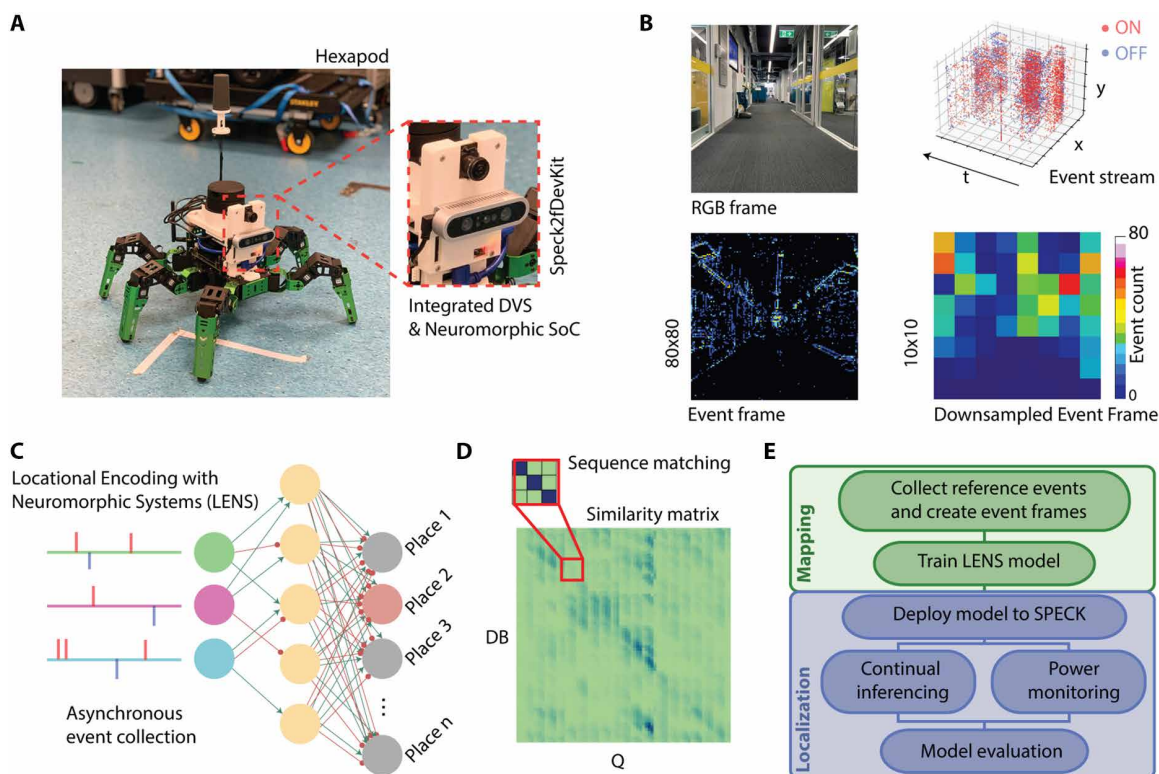 A
Hexapod
STANLEY
Speck2fDevKit
Integrated DVS
& Neuromorphic SoC
B
RGB frame
ON
OFF
y
x
t
Event stream
80x80
Event frame
10x10
80
Event count
0
Downsampled Event Frame
C
Locational Encoding with
Neuromorphic Systems (LENS)
Asynchronous
event collection
Place 1
Place 2
Place 3
...
Place n
D
Sequence matching
Similarity matrix
DB
Q
E
Mapping
Collect reference events
and create event frames
Train LENS model
Localization
Deploy model to SPECK
Continual
inferencing
Power
monitoring
Model evaluation